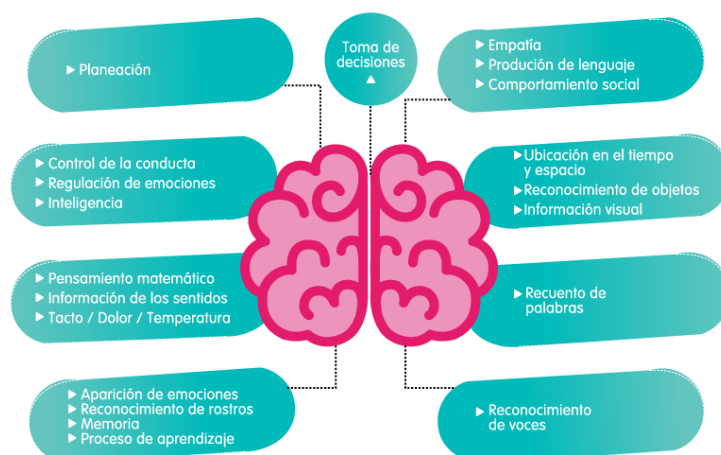 Planeación
Toma de
decisiones
Empatía
Produción de lenguaje
Comportamiento social
Control de la conducta
Regulación de emociones
Inteligencia
Ubicación en el tiempo
y espacio
Reconocimiento de objetos
Información visual
Pensamiento matemático
Información de los sentidos
Tacto / Dolor / Temperatura
Recuento de
palabras
Aparición de emociones
Reconocimiento de rostros
Memoria
Proceso de aprendizaje
Reconocimiento
de voces